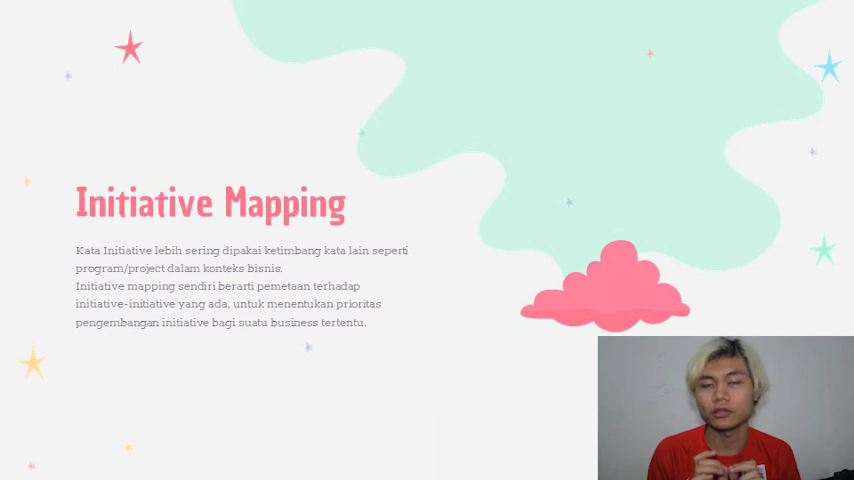 Initiative Mapping
Kata Initiative lebih sering dipakai ketimbang kata lain seperti
program/project dalam konteks bisnis.
Initiative mapping sendiri berarti pemetaan terhadap
initiative-initiative yang ada, untuk menentukan prioritas
pengembangan initiative bagi suatu business tertentu.